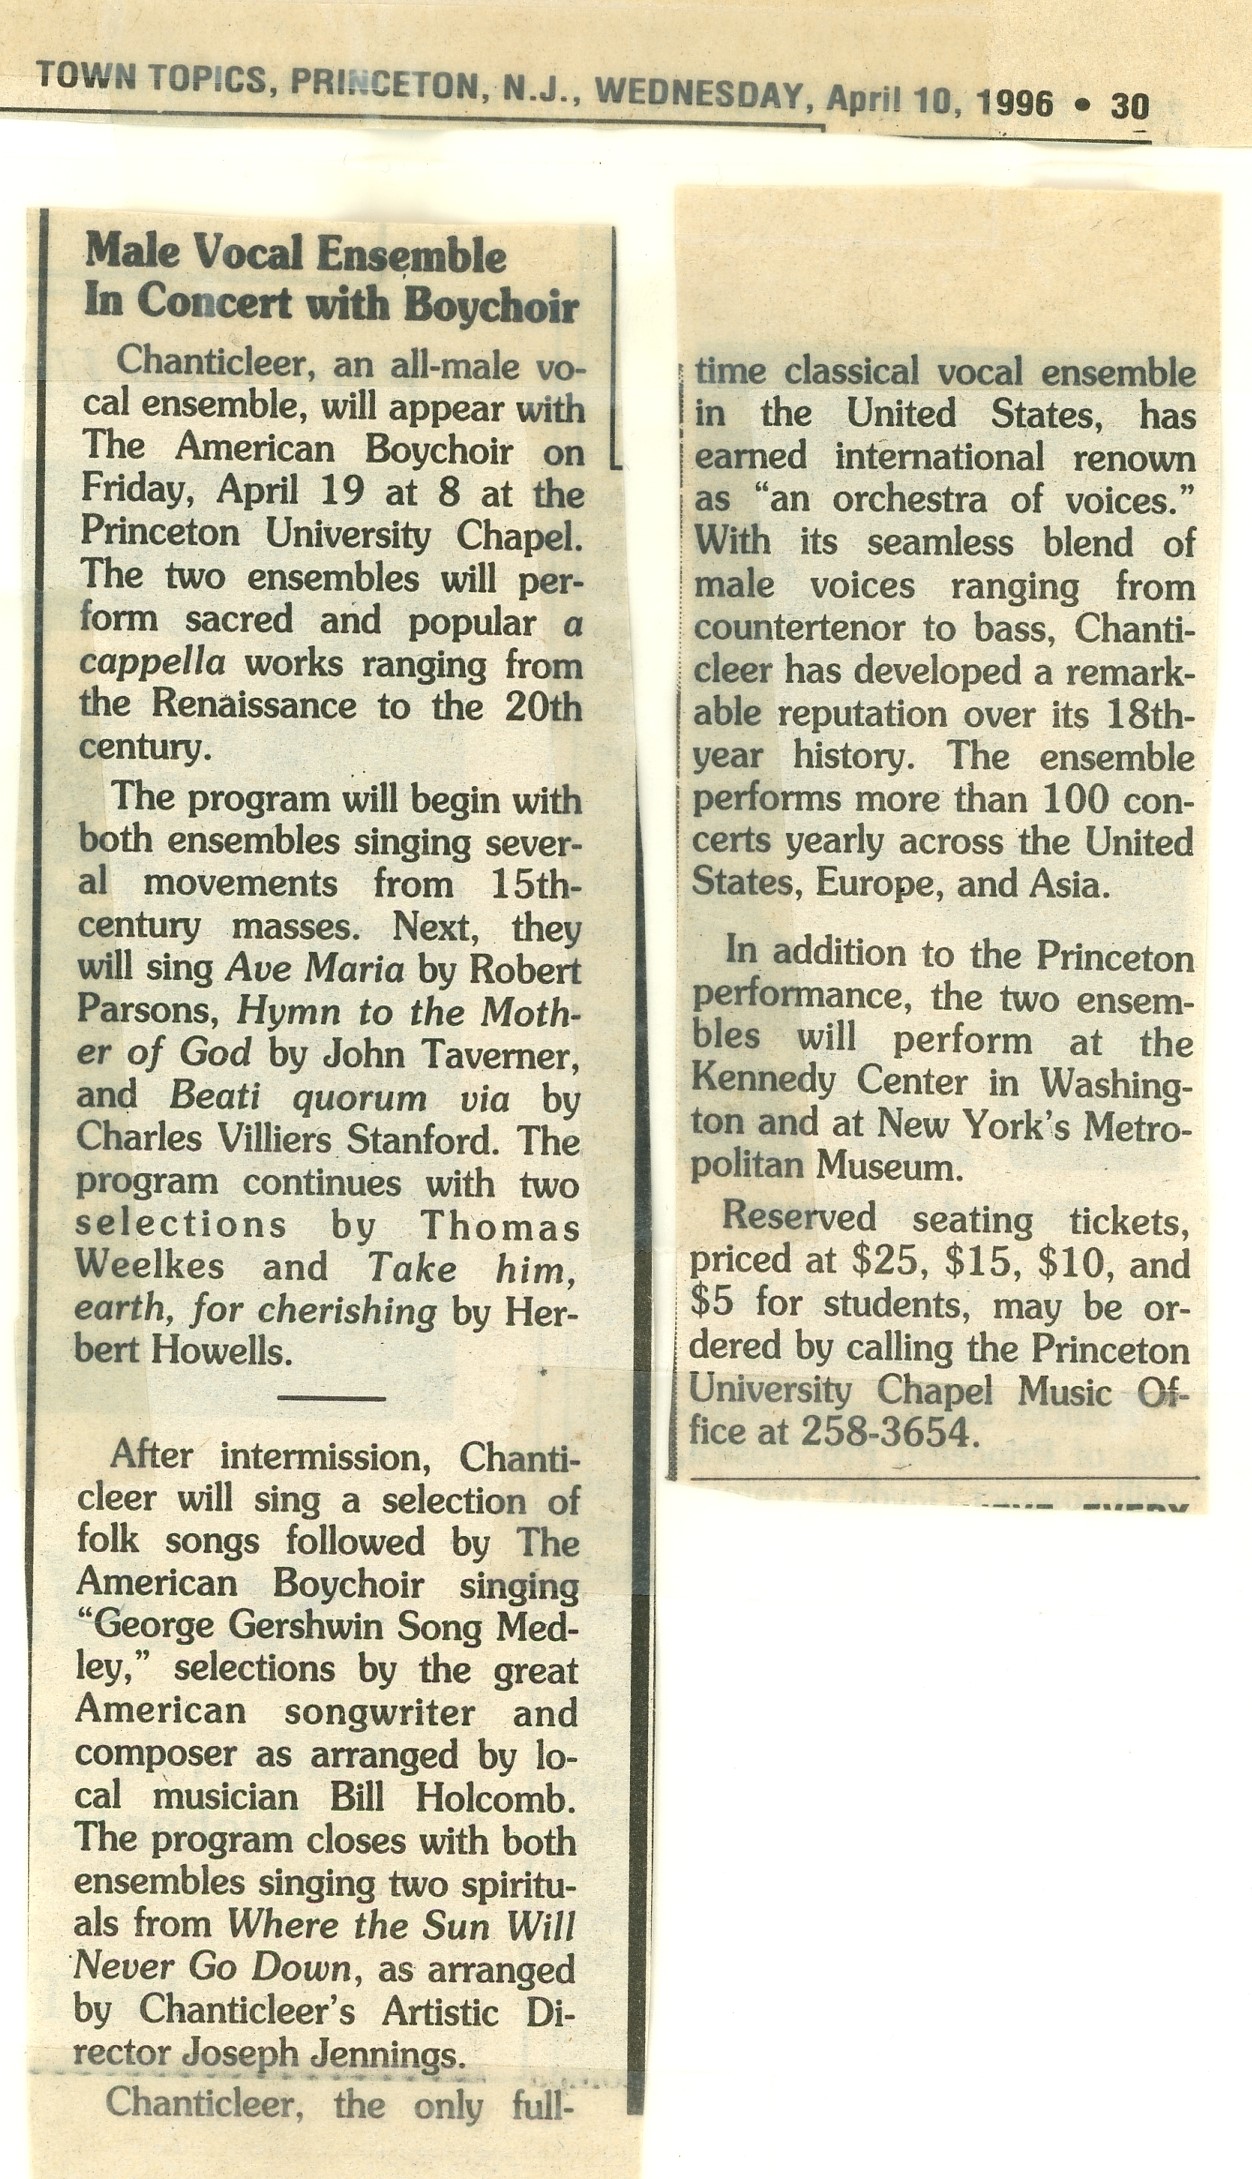 TOWN TOPICS, PRINCETON, N.J., WEDNESDAY, April 10, 1996 • 30
Male Vocal Ensemble
In Concert with Boychoir
Chanticleer, an all-male vo-
cal ensemble, will appear with
The American Boychoir on
Friday, April 19 at 8 at the
Princeton University Chapel.
The two ensembles will per-
form sacred and popular a
cappella works ranging from
the Renaissance to the 20th
century.
The program will begin with
both ensembles singing sever-
al movements from 15th-
century masses. Next, they
will sing Ave Maria by Robert
Parsons, Hymn to the Moth-
er of God by John Taverner,
and Beati quorum via by
Charles Villiers Stanford. The
program continues with two
selections by Thomas
Weelkes and Take him,
earth, for cherishing by Her-
bert Howells.
After intermission, Chanti-
cleer will sing a selection of
folk songs followed by The
American Boychoir singing
“George Gershwin Song Med-
ley,” selections by the great
American songwriter and
composer as arranged by lo-
cal musician Bill Holcomb.
The program closes with both
ensembles singing two spiritu-
als from Where the Sun Will
Never Go Down, as arranged
by Chanticleer's Artistic Di-
rector Joseph Jennings.
Chanticleer, the only full-
time classical vocal ensemble
in the United States, has
earned international renown
as “an orchestra of voices.”
With its seamless blend of
male voices ranging from
countertenor to bass, Chanti-
cleer has developed a remark-
able reputation over its 18th-
year history. The ensemble
performs more than 100 con-
certs yearly across the United
States, Europe, and Asia.
In addition to the Princeton
performance, the two ensem-
bles will perform at the
Kennedy Center in Washing-
ton and at New York's Metro-
politan Museum.
Reserved seating tickets,
priced at $25, $15, $10, and
$5 for students, may be or-
dered by calling the Princeton
University Chapel Music Of-
fice at 258-3654.